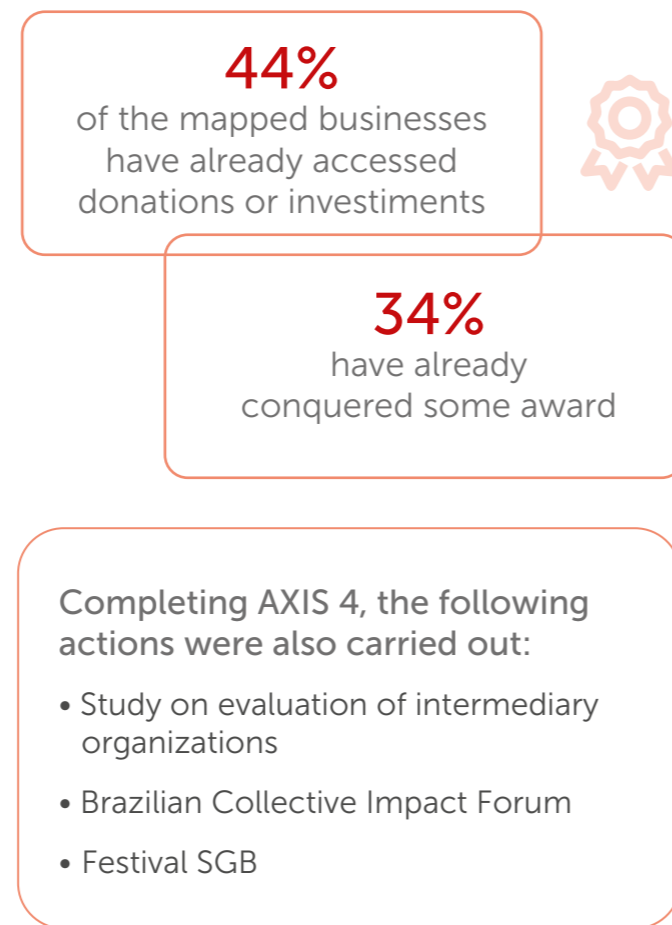 44%
of the mapped businesses
have already accessed
donations or investiments
34%
have already
conquered some award
Completing AXIS 4, the following
actions were also carried out:
• Study on evaluation of intermediary
organizations
• Brazilian Collective Impact Forum
• Festival SGB